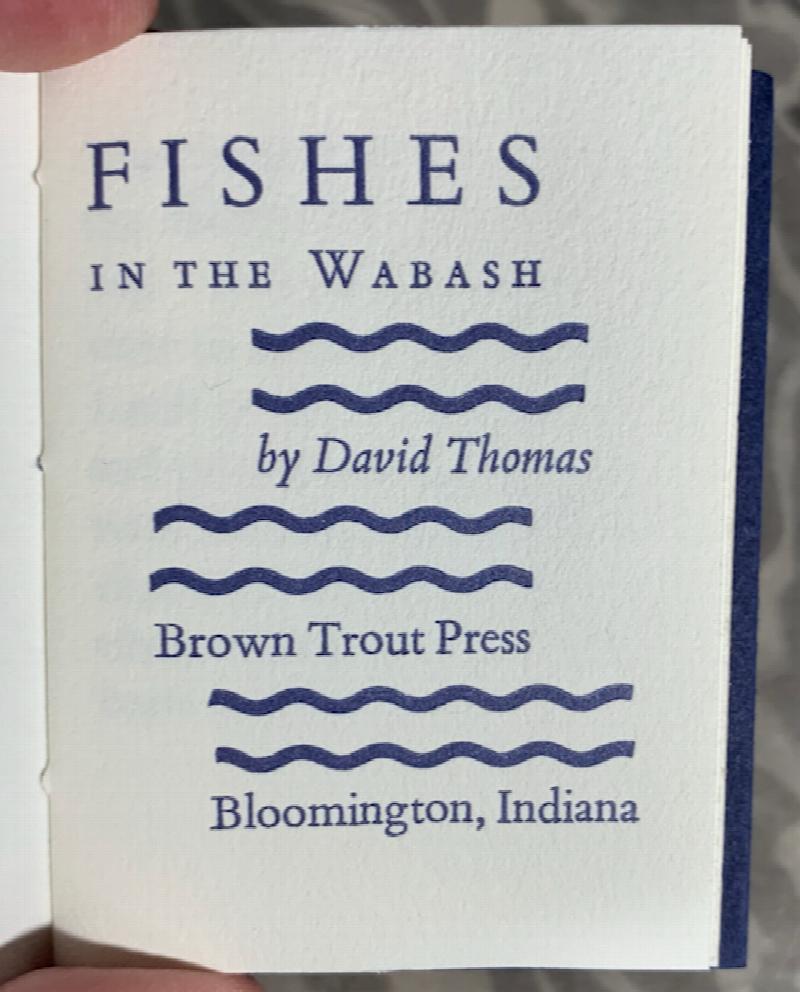 FISHES
IN THE WABASH
by David Thomas
Brown Trout Press
Bloomington, Indiana